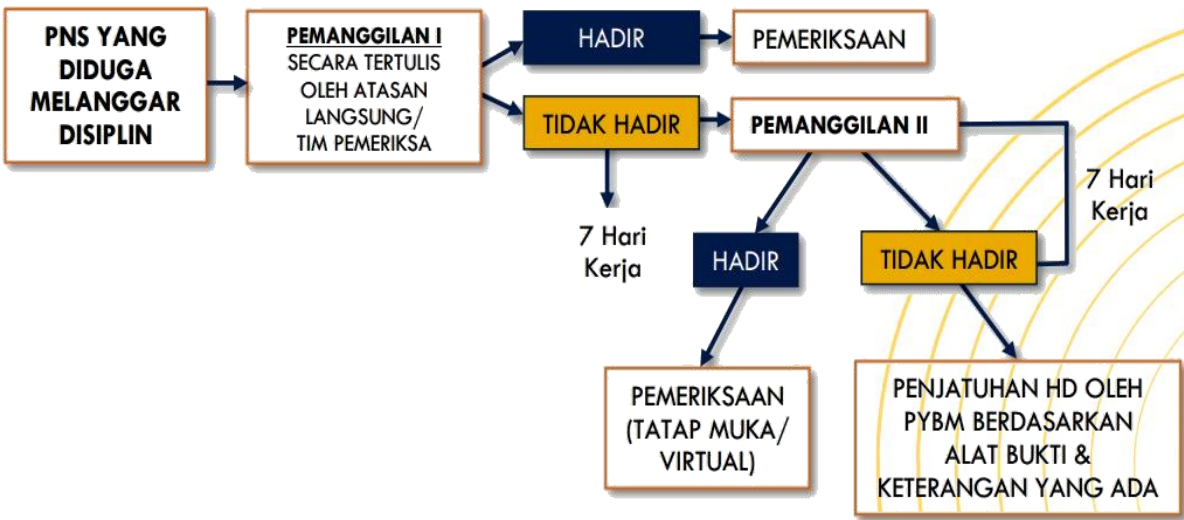 PNS YANG
DIDUGA
MELANGGAR
DISIPLIN
PEMANGGILAN I
SECARA TERTULIS
OLEH ATASAN
LANGSUNG/
TIM PEMERIKSA
HADIR
PEMERIKSAAN
TIDAK HADIR
PEMANGGILAN II
7 Hari
Kerja
7 Hari
Kerja
HADIR
TIDAK HADIR
PEMERIKSAAN
(TATAP MUKA/
VIRTUAL)
PENJATUHAN HD OLEH
PYBM BERDASARKAN
ALAT BUKTI &
KETERANGAN YANG ADA